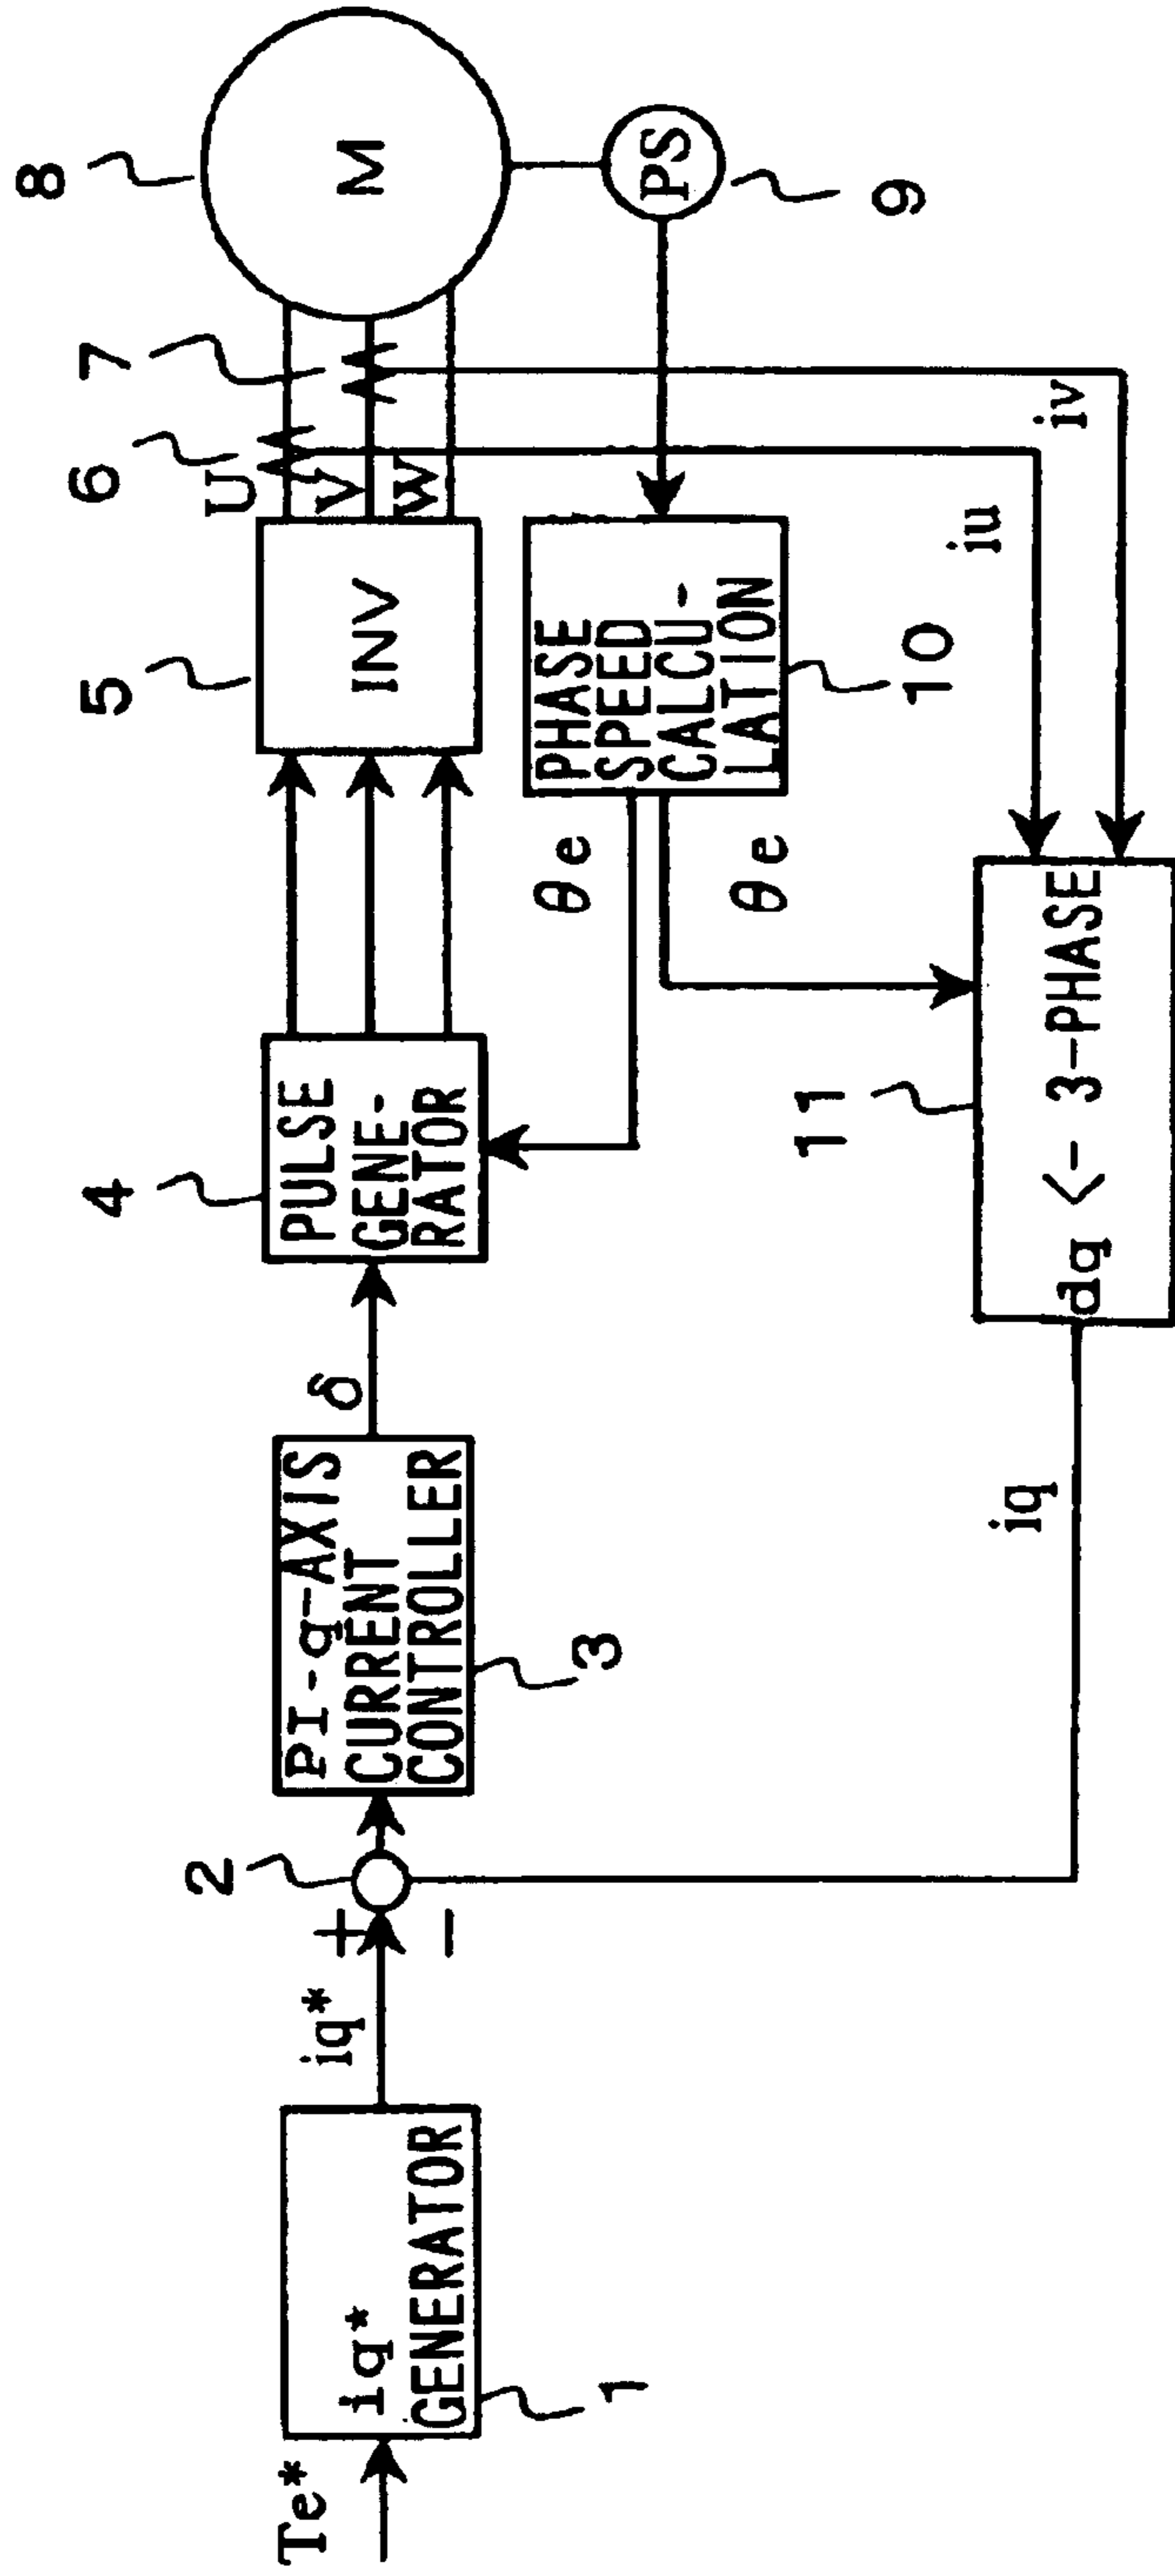 Te*
iq*
GENERATOR
1
iq*
+
-
2
PI-q-AXIS
CURRENT
CONTROLLER
3
δ
PULSE
GENE-
RATOR
4
INV
5
U
V
W
6
7
M
8
PS
9
PHASE
SPEED
CALCU-
LATION
10
θe
θe
iu
iv
dq <- 3-PHASE
11
iq